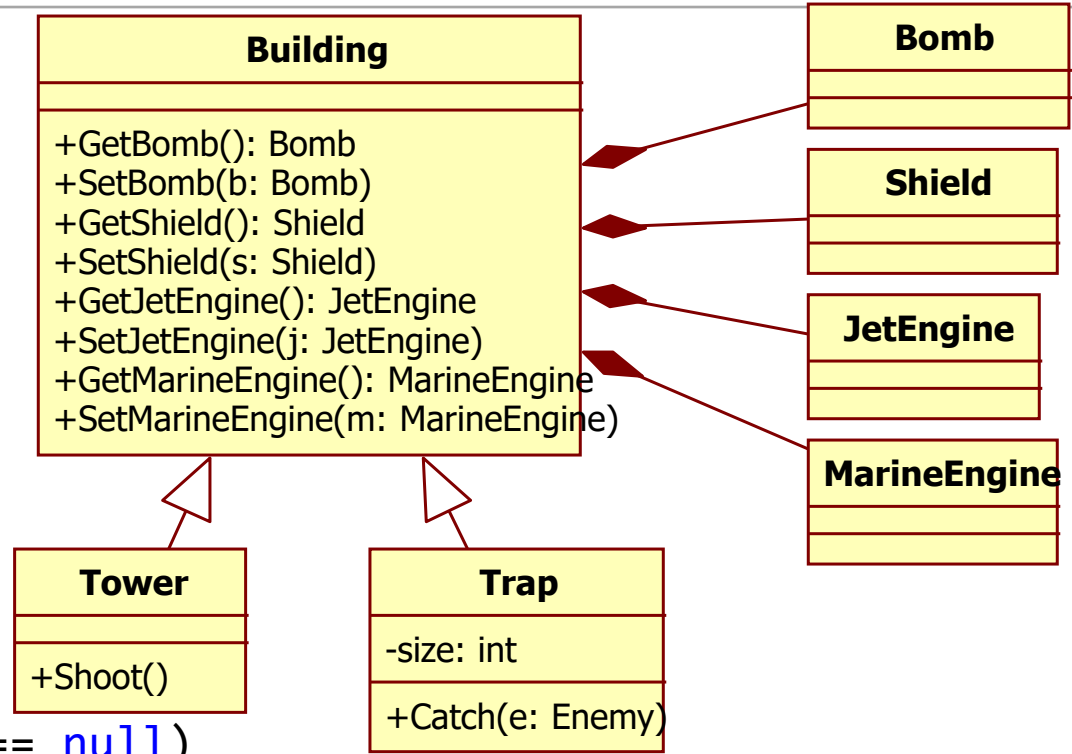 Building
+GetBomb(): Bomb
+SetBomb(b: Bomb)
+GetShield(): Shield
+SetShield(s: Shield)
+GetJetEngine(): JetEngine
+SetJetEngine(j: JetEngine)
+GetMarineEngine(): MarineEngine
+SetMarineEngine(m: MarineEngine)
Bomb
Shield
JetEngine
MarineEngine
Tower
+Shoot()
Trap
-size: int
+Catch(e: Enemy)
== null)